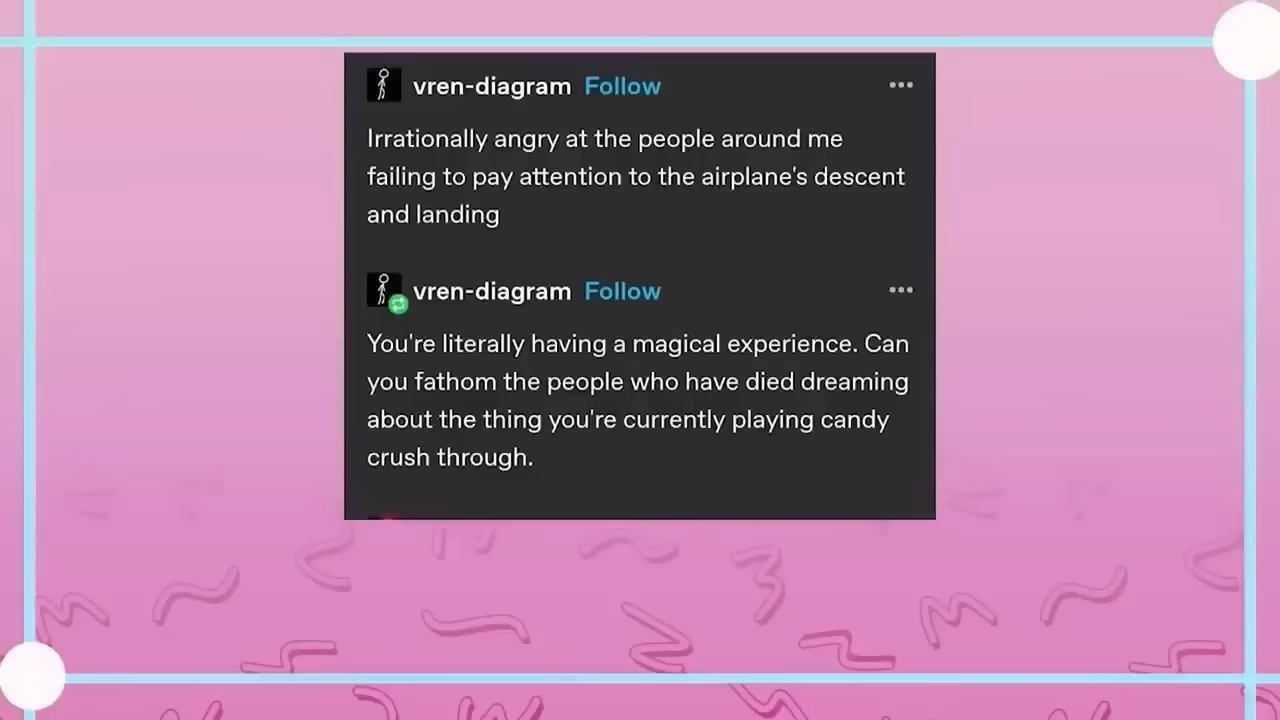 vren-diagram Follow
Irrationally angry at the people around me
failing to pay attention to the airplane's descent
and landing
vren-diagram Follow
You're literally having a magical experience. Can
you fathom the people who have died dreaming
about the thing you're currently playing candy
crush through.